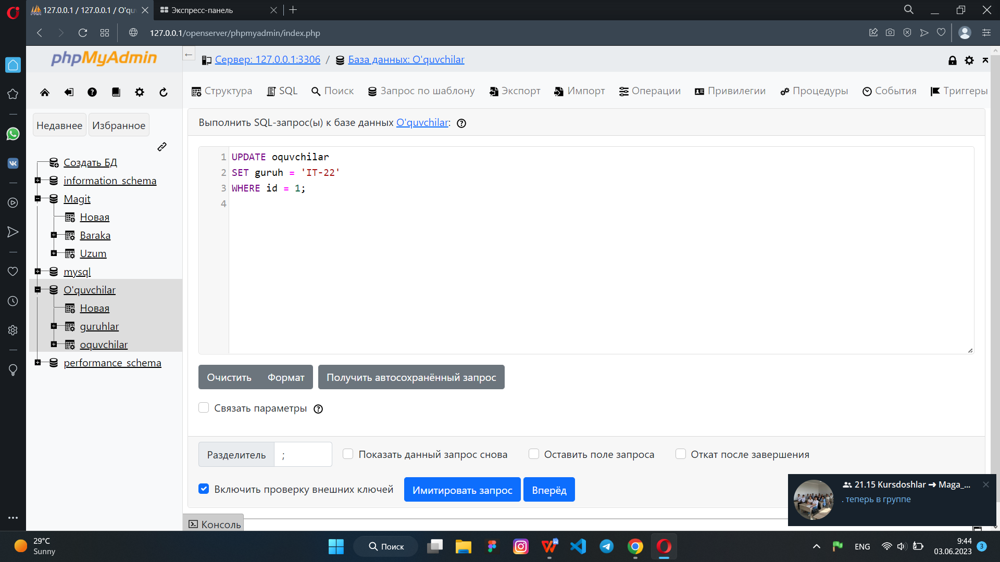 127.0.0.1 / 127.0.0.1 / O'qu
Экспресс-панель
127.0.0.1/openserver/phpmyadmin/index.php
phpMyAdmin
Сервер: 127.0.0.1:3306 / База данных: O'quvchilar
Структура SQL Поиск Запрос по шаблону Экспорт Импорт Операции Привилегии Процедуры События Триггеры
Недавнее Избранное
Создать БД
information_schema
Magit
Новая
Baraka
Uzum
mysql
O'quvchilar
Новая
guruhlar
oquvchilar
performance_schema
Выполнить SQL-запрос(ы) к базе данных O'quvchilar:
1 UPDATE oquvchilar
2 SET guruh = 'IT-22'
3 WHERE id = 1;
4
Очистить Формат Получить автосохранённый запрос
Связать параметры
Разделитель ; Показать данный запрос снова Оставить поле запроса Откат после завершения
Включить проверку внешних ключей Имитировать запрос Вперёд
Консоль
21.15 Kursdoshlar ➜ Maga_...
. теперь в группе
29°C
Sunny
Поиск
ENG
9:44
03.06.2023
3